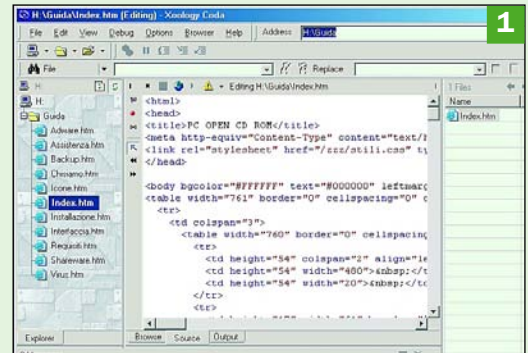 H:\Guida\Index.htm (Editing) - Xoology Coda
1
File Edit View Debug Options Browser Help Address H:\Guida
File Replace
H: Editing H:\Guida\Index.htm 1 Files
H: Name
Guida Index.htm
Adware.htm
Assistenza.htm
Backup.htm
Chisiamo.htm
Icone.htm
Index.htm
Installazione.htm
Interfaccia.htm
Requisiti.htm
Shareware.htm
Virus.htm
<html>
<head>
<title>PC OPEN CD ROM</title>
<meta http-equiv="Content-Type" content="text/h
<link rel="stylesheet" href="/zzz/stili.css" ty
</head>
<body bgcolor="#FFFFFF" text="#000000" leftmarg
<table width="761" border="0" cellspacing="0" c
<tr>
<td colspan="3">
<table width="760" border="0" cellspacing
<tr>
<td height="54" colspan="2" align="le
<td height="54" width="480">&nbsp;</t
<td height="54" width="20">&nbsp;</td
</tr>
<tr>
Explorer Browse Source Output